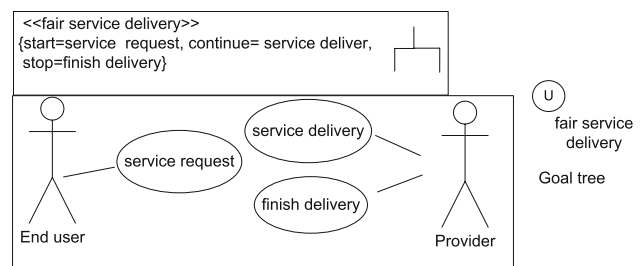 <<fair service delivery>>
{start=service request, continue= service deliver,
stop=finish delivery}
U
fair service
delivery
Goal tree
service delivery
service request
finish delivery
End user
Provider